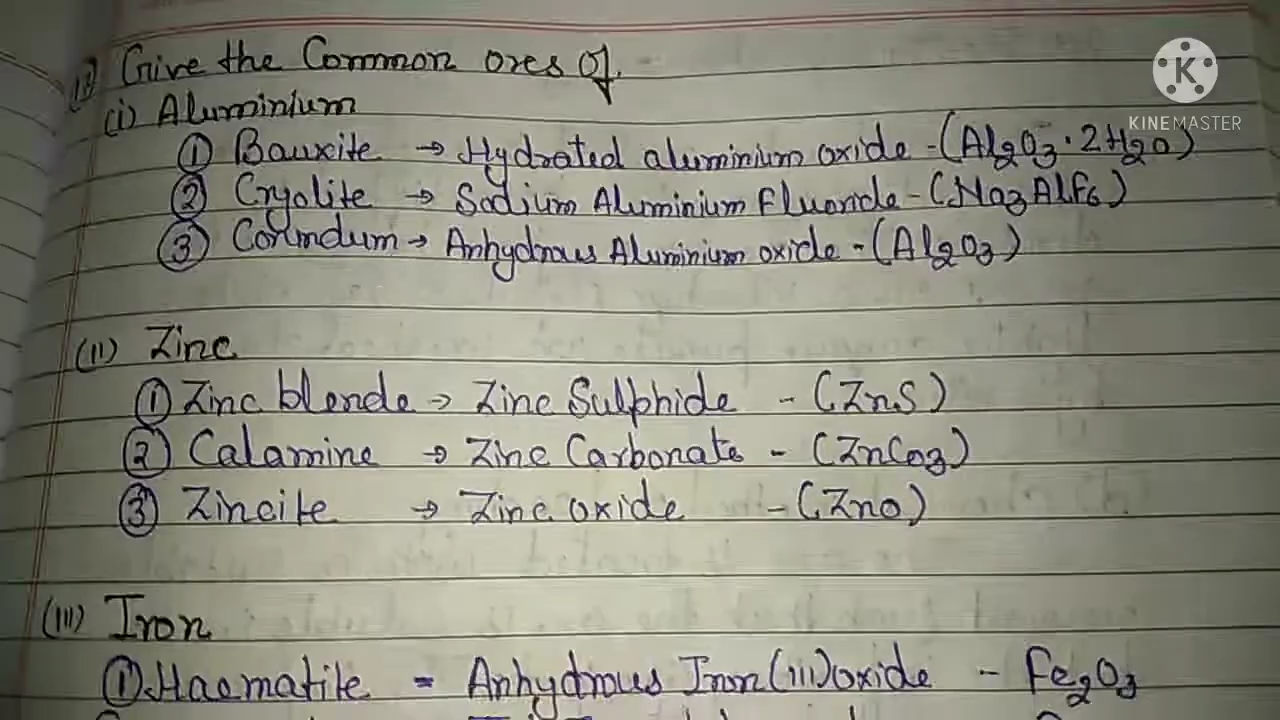 Give the Common ores of.
(i) Aluminium
① Bauxite → Hydrated aluminium oxide - (Al₂O₃·2H₂O)
② Cryolite → Sodium Aluminium Fluoride - (Na₃AlF₆)
③ Corundum → Anhydrous Aluminium oxide - (Al₂O₃)
(ii) Zinc
① Zinc blende → Zinc Sulphide - (ZnS)
② Calamine → Zinc Carbonate - (ZnCo₃)
③ Zincite → Zinc oxide - (ZnO)
(iii) Iron
① Haematite = Anhydrous Iron (iii) oxide - Fe₂O₃
K
KINEMASTER